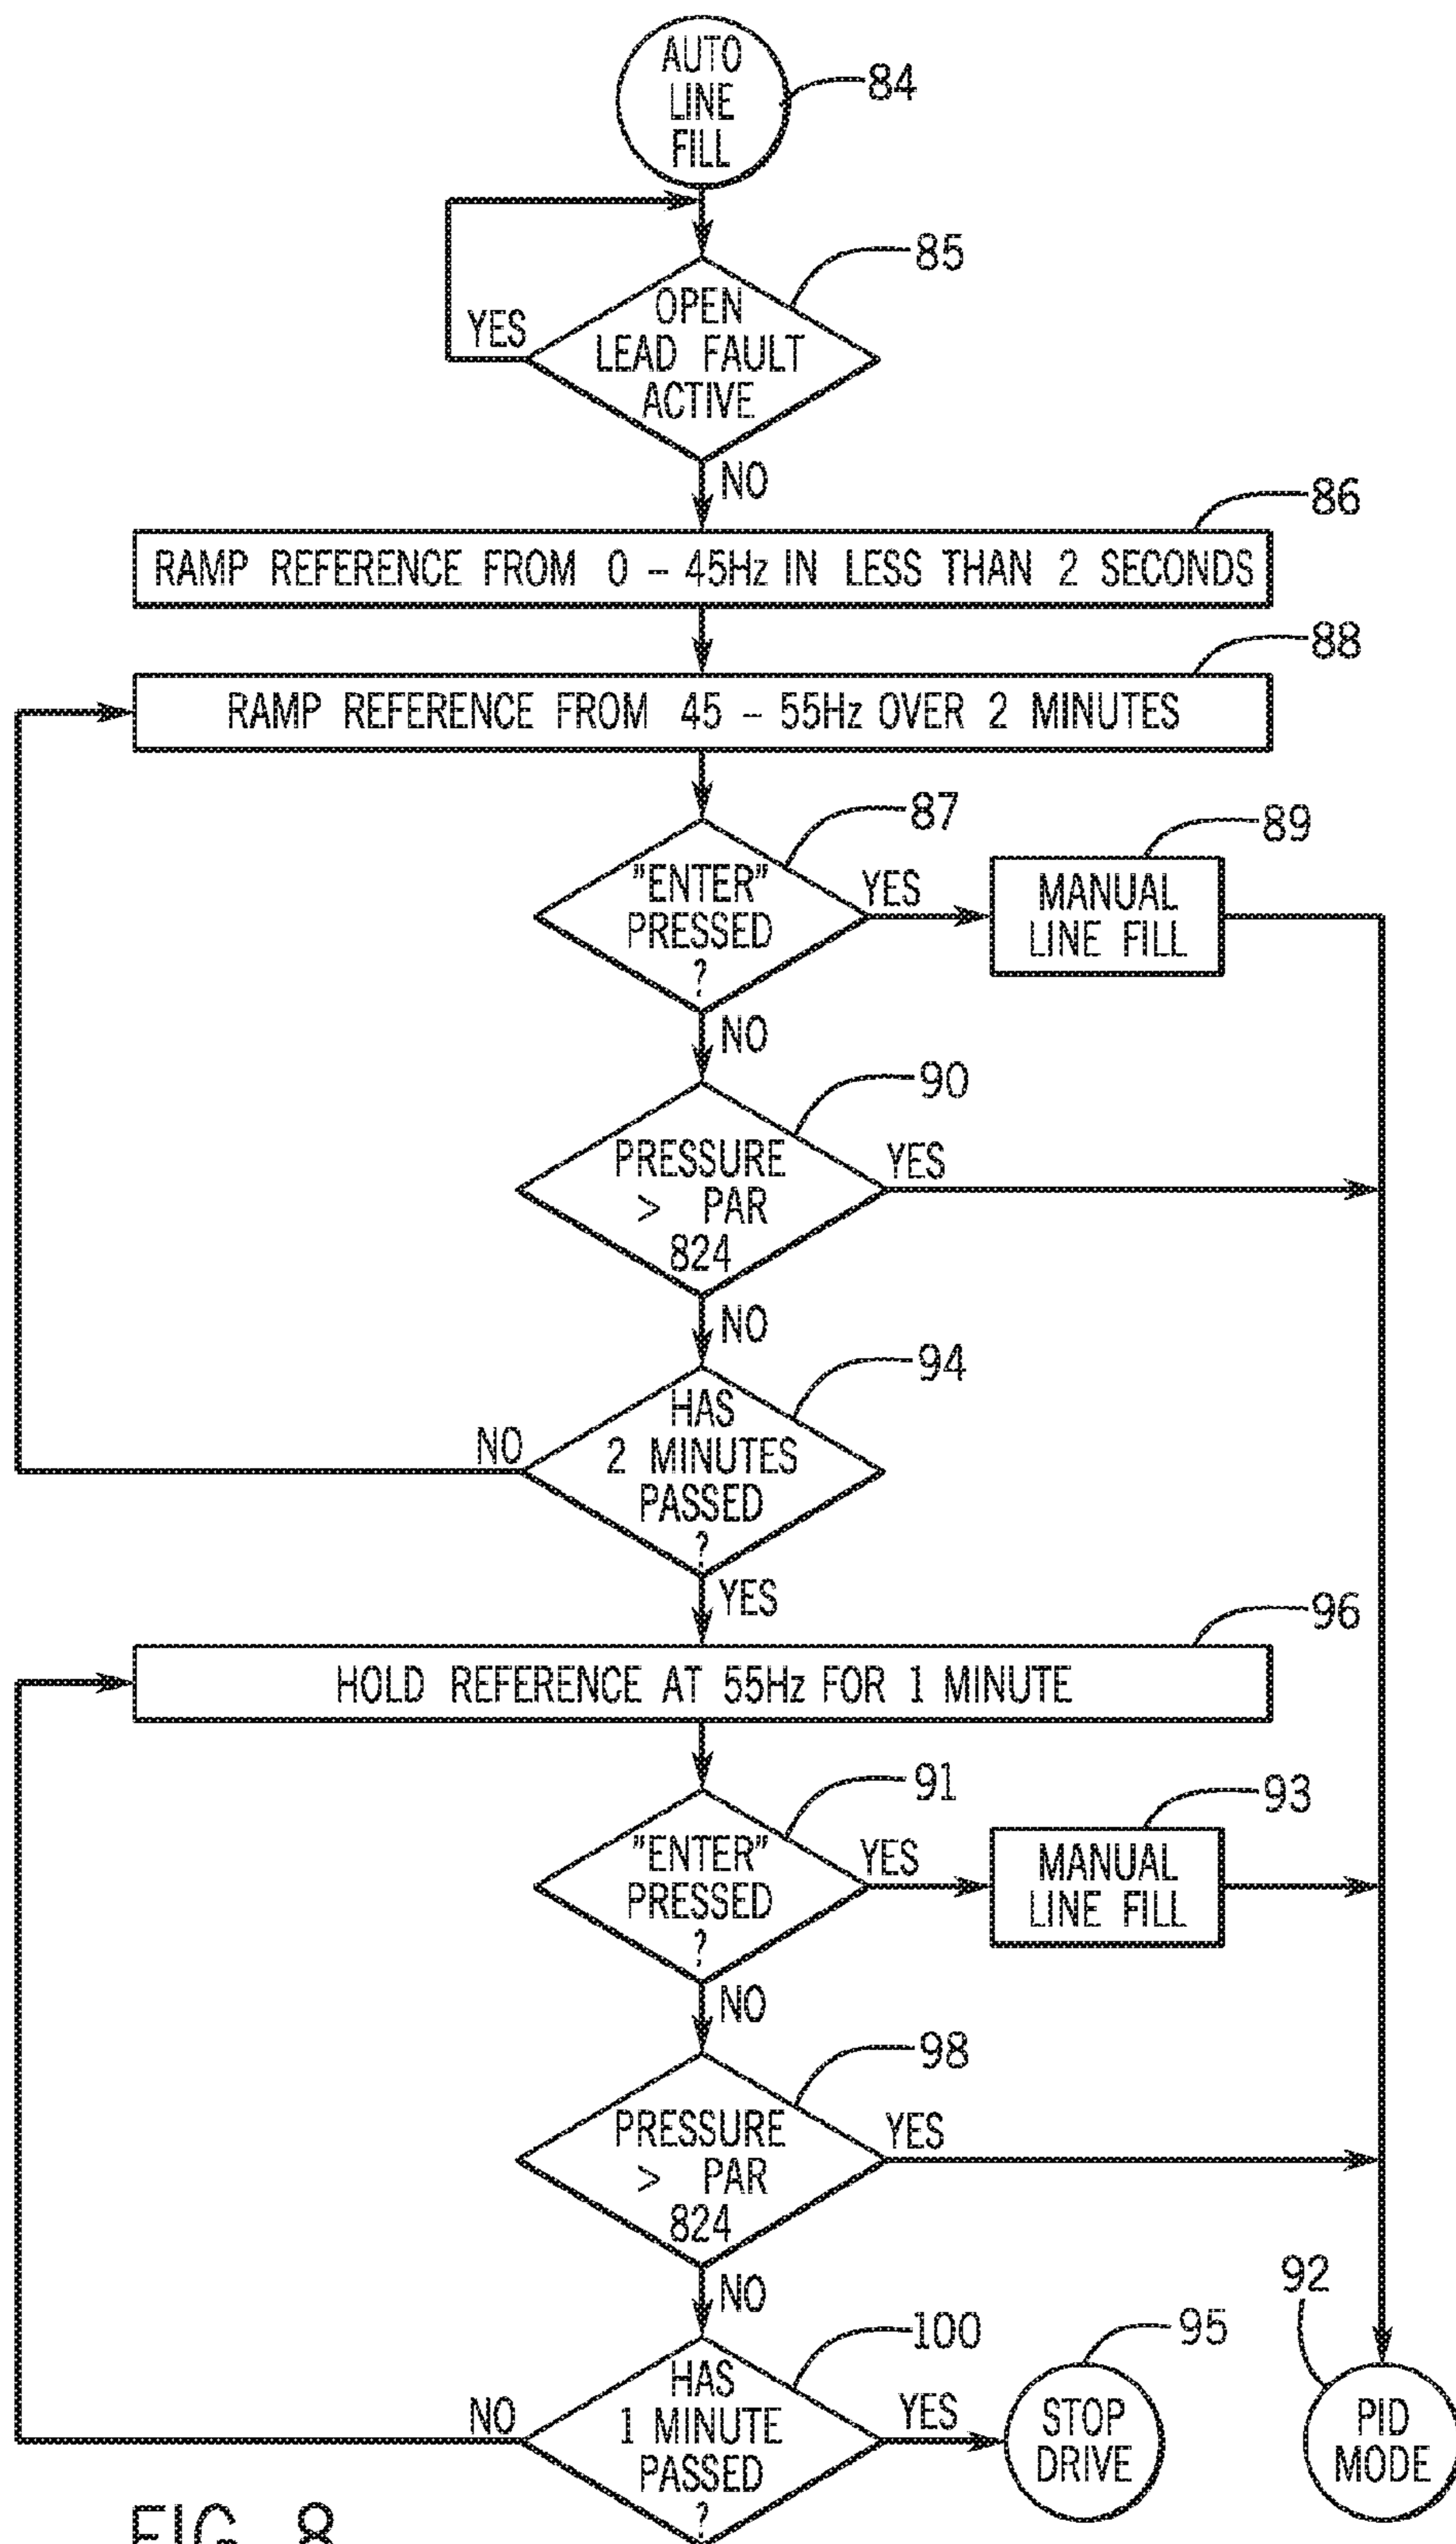 AUTO
LINE
FILL
84
85
OPEN
LEAD FAULT
ACTIVE
YES
NO
86
RAMP REFERENCE FROM 0 – 45Hz IN LESS THAN 2 SECONDS
88
RAMP REFERENCE FROM 45 – 55Hz OVER 2 MINUTES
87
"ENTER"
PRESSED
?
YES
89
MANUAL
LINE FILL
NO
90
PRESSURE
> PAR
824
YES
NO
94
HAS
2 MINUTES
PASSED
?
NO
YES
96
HOLD REFERENCE AT 55Hz FOR 1 MINUTE
91
"ENTER"
PRESSED
?
YES
93
MANUAL
LINE FILL
NO
98
PRESSURE
> PAR
824
YES
NO
100
HAS
1 MINUTE
PASSED
?
NO
YES
95
STOP
DRIVE
92
PID
MODE
FIG. 8